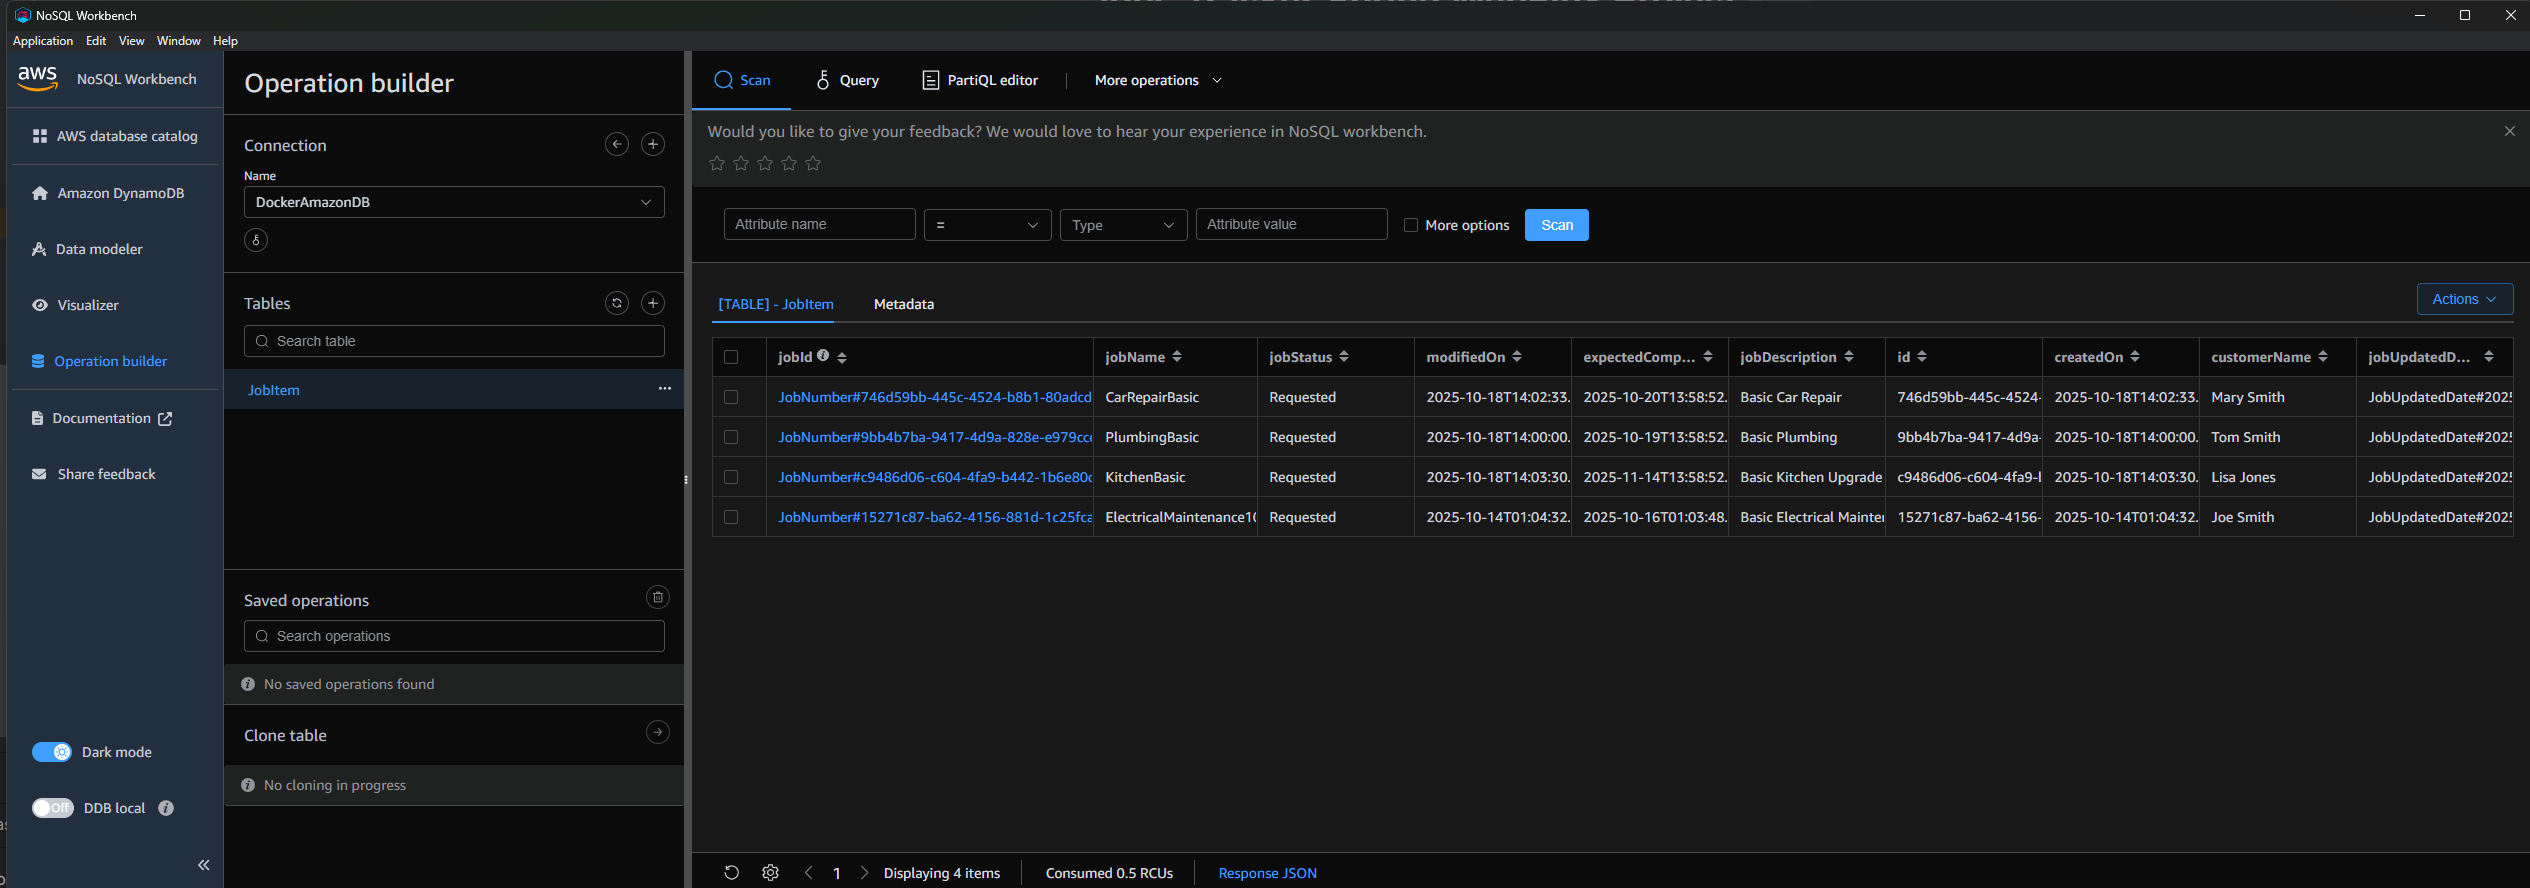 NoSQL Workbench
Application Edit View Window Help
aws NoSQL Workbench
AWS database catalog
Amazon DynamoDB
Data modeler
Visualizer
Operation builder
Documentation
Share feedback
Dark mode
Off DDB local
Operation builder
Connection
Name
DockerAmazonDB
Tables
Search table
JobItem
Saved operations
Search operations
No saved operations found
Clone table
No cloning in progress
Scan Query PartiQL editor More operations
Would you like to give your feedback? We would love to hear your experience in NoSQL workbench.
Attribute name = Type Attribute value More options Scan
[TABLE] - JobItem Metadata Actions
jobId jobName jobStatus modifiedOn expectedComp... jobDescription id createdOn customerName jobUpdatedD...
JobNumber#746d59bb-445c-4524-b8b1-80adcd CarRepairBasic Requested 2025-10-18T14:02:33. 2025-10-20T13:58:52. Basic Car Repair 746d59bb-445c-4524- 2025-10-18T14:02:33. Mary Smith JobUpdatedDate#2025
JobNumber#9bb4b7ba-9417-4d9a-828e-e979cce PlumbingBasic Requested 2025-10-18T14:00:00. 2025-10-19T13:58:52. Basic Plumbing 9bb4b7ba-9417-4d9a- 2025-10-18T14:00:00. Tom Smith JobUpdatedDate#2025
JobNumber#c9486d06-c604-4fa9-b442-1b6e80c KitchenBasic Requested 2025-10-18T14:03:30. 2025-11-14T13:58:52. Basic Kitchen Upgrade c9486d06-c604-4fa9-l 2025-10-18T14:03:30. Lisa Jones JobUpdatedDate#2025
JobNumber#15271c87-ba62-4156-881d-1c25fca ElectricalMaintenance10 Requested 2025-10-14T01:04:32. 2025-10-16T01:03:48. Basic Electrical Mainter 15271c87-ba62-4156- 2025-10-14T01:04:32. Joe Smith JobUpdatedDate#2025
1 Displaying 4 items Consumed 0.5 RCUs Response JSON